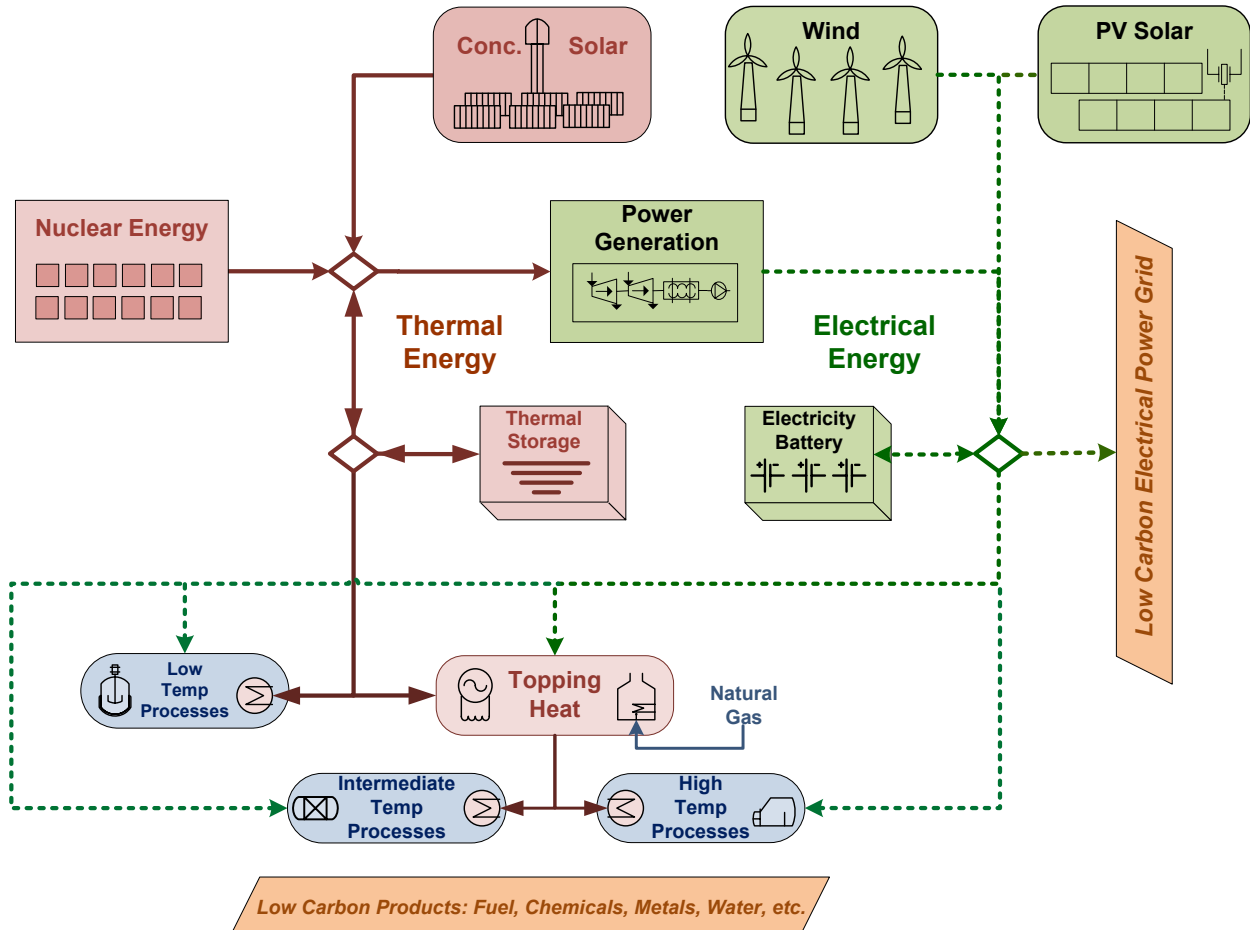 Conc. Solar
Wind
PV Solar
Nuclear Energy
Power
Generation
Thermal
Energy
Electrical
Energy
Thermal
Storage
Electricity
Battery
Low Carbon Electrical Power Grid
Low
Temp
Processes
Topping
Heat
Natural
Gas
Intermediate
Temp
Processes
High
Temp
Processes
Low Carbon Products: Fuel, Chemicals, Metals, Water, etc.